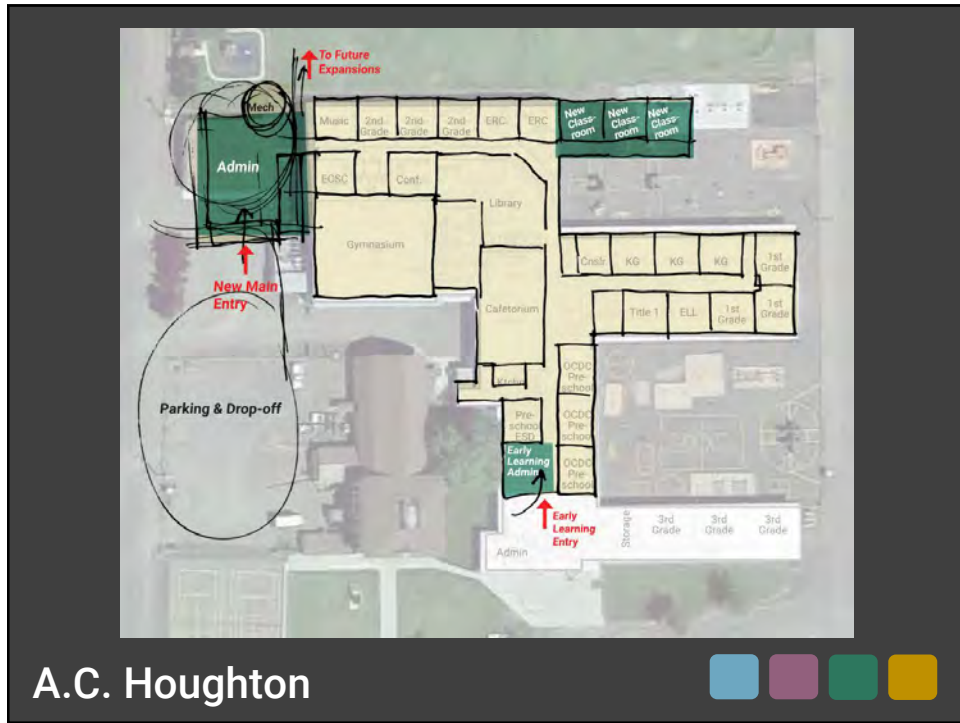 To Future
Expansions
Mech
Music
2nd
Grade
2nd
Grade
2nd
Grade
ERC
ERC
New
Class-
room
New
Class-
room
New
Class-
room
Admin
EOSC
Conf.
Library
Gymnasium
New Main
Entry
Cnslr
KG
KG
KG
1st
Grade
Title 1
ELL
1st
Grade
1st
Grade
Cafetorium
Parking & Drop-off
OCDC
Pre-
school
Pre-
school
ESD
OCDC
Pre-
school
Early
Learning
Admin
OCDC
Pre-
school
Early
Learning
Entry
Admin
Storage
3rd
Grade
3rd
Grade
3rd
Grade
A.C. Houghton